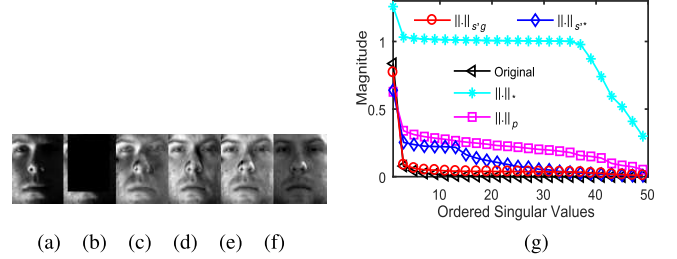 ||·||s'g
||·||s'*
Original
||·||*
||·||p
Magnitude
1
0.5
0
10 20 30 40 50
Ordered Singular Values
(a) (b) (c) (d) (e) (f) (g)